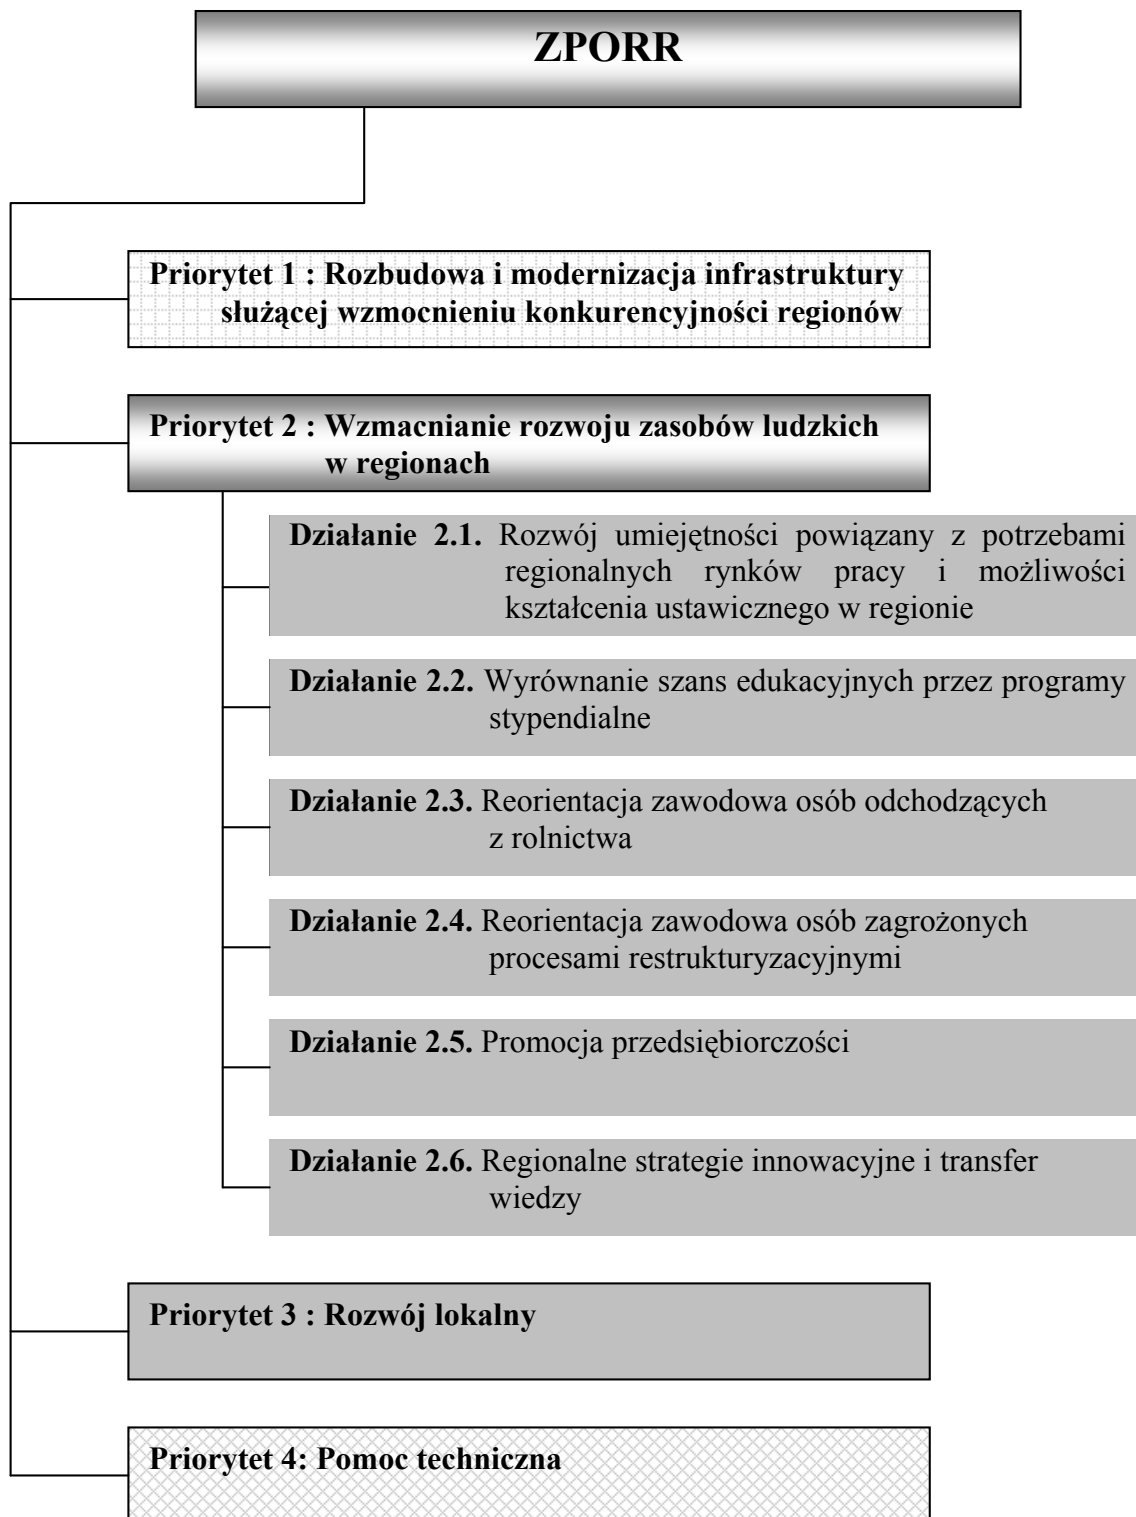 ZPORR
Priorytet 1 : Rozbudowa i modernizacja infrastruktury
służącej wzmocnieniu konkurencyjności regionów
Priorytet 2 : Wzmacnianie rozwoju zasobów ludzkich
w regionach
Działanie 2.1. Rozwój umiejętności powiązany z potrzebami
regionalnych rynków pracy i możliwości
kształcenia ustawicznego w regionie
Działanie 2.2. Wyrównanie szans edukacyjnych przez programy
stypendialne
Działanie 2.3. Reorientacja zawodowa osób odchodzących
z rolnictwa
Działanie 2.4. Reorientacja zawodowa osób zagrożonych
procesami restrukturyzacyjnymi
Działanie 2.5. Promocja przedsiębiorczości
Działanie 2.6. Regionalne strategie innowacyjne i transfer
wiedzy
Priorytet 3 : Rozwój lokalny
Priorytet 4: Pomoc techniczna